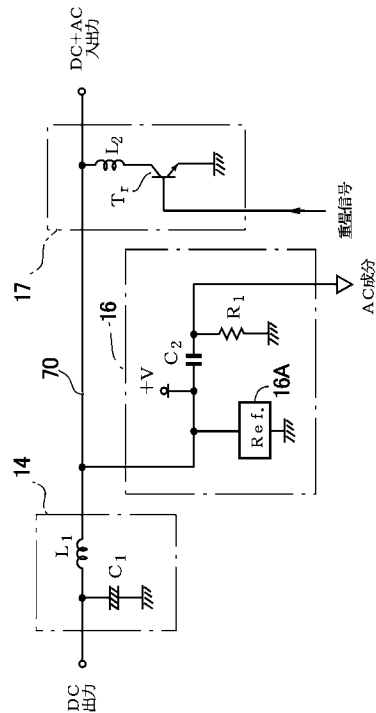 DC+AC
入出力
L2
Tr
17
重畳信号
16
70
+V
C2
R1
AC成分
Ref.
16A
14
L1
C1
DC
出力